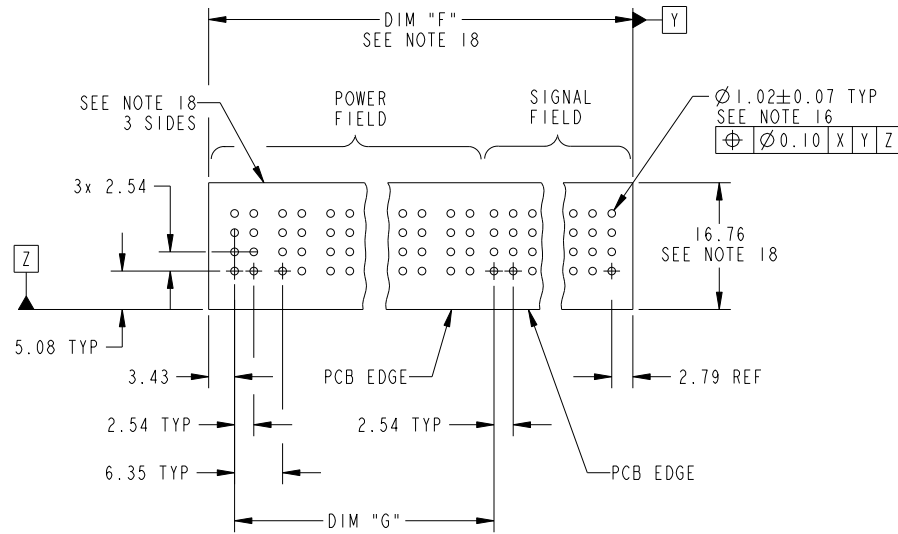 DIM "F"
SEE NOTE 18
Y
SEE NOTE 18
3 SIDES
POWER
FIELD
SIGNAL
FIELD
Ø1.02±0.07 TYP
SEE NOTE 16
⌖ Ø0.10 X Y Z
3x 2.54
16.76
SEE NOTE 18
Z
5.08 TYP
3.43
PCB EDGE
2.79 REF
2.54 TYP
2.54 TYP
6.35 TYP
PCB EDGE
DIM "G"